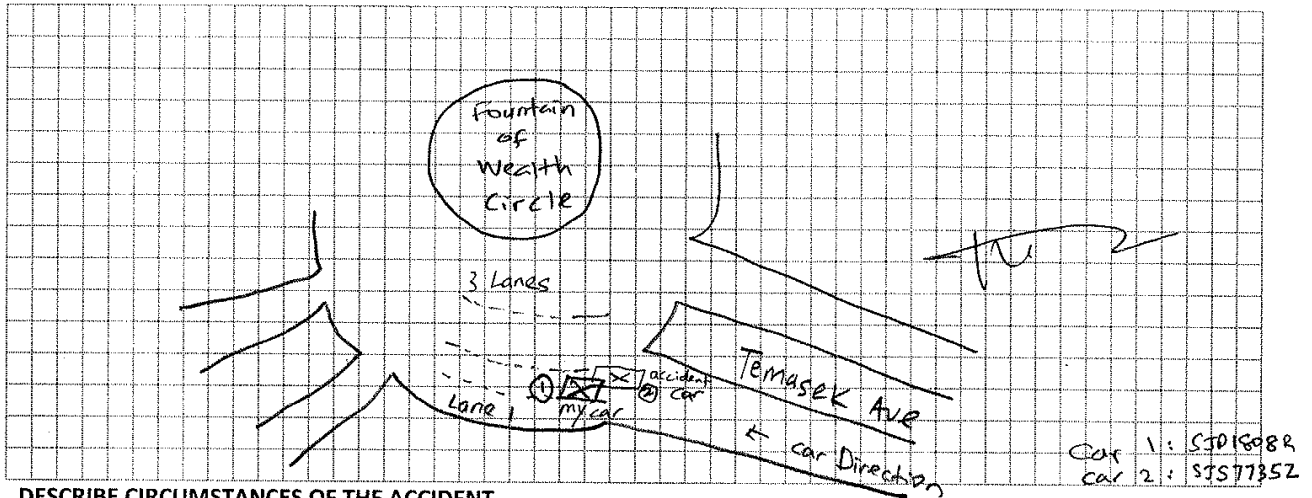 Fountain
of
Wealth
Circle
3 Lanes
Temasek Ave
① my car
accident
② car
Lane 1
← car Direction
Car 1: SJD1808R
car 2: SJS7735Z
DESCRIBE CIRCUMSTANCES OF THE ACCIDENT